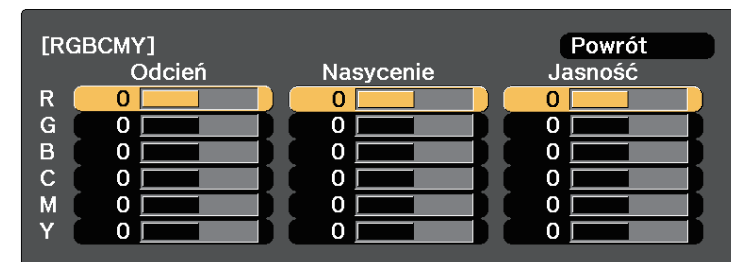 [RGBCMY] Powrót
Odcień Nasycenie Jasność
R 0 0 0
G 0 0 0
B 0 0 0
C 0 0 0
M 0 0 0
Y 0 0 0